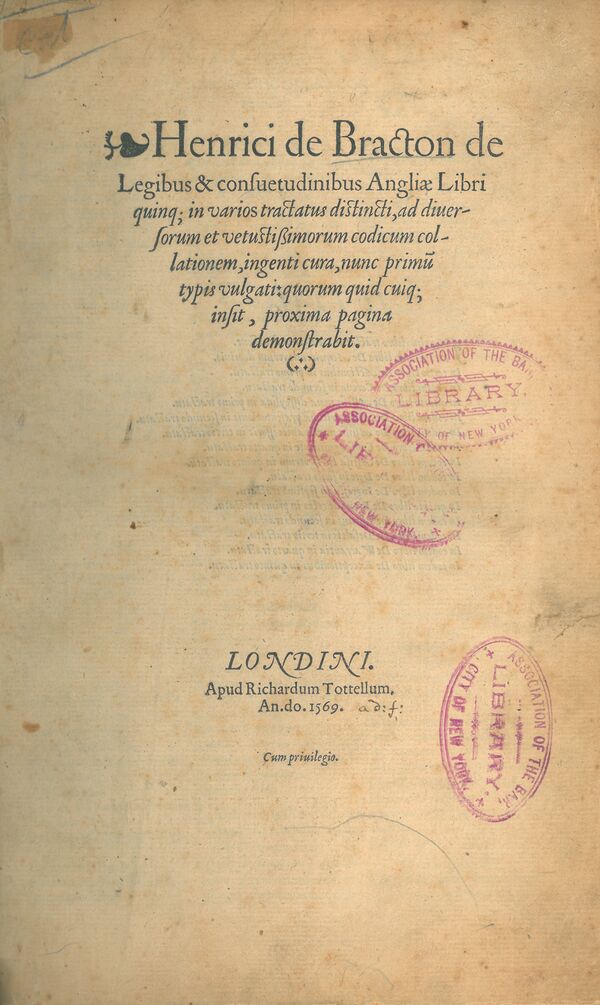 Henrici de Bracton de
Legibus & conſuetudinibus Angliæ Libri
quinq; in varios tractatus diſtincti, ad diuer-
ſorum et vetuſtiſsimorum codicum col-
lationem, ingenti cura, nunc primũ
typis vulgati: quorum quid cuiq;
inſit, proxima pagina
demonſtrabit.
ASSOCIATION OF THE BAR
LIBRARY.
OF NEW YORK
ASSOCIATION
NEW YORK.
LONDINI.
Apud Richardum Tottellum,
An. do. 1569.
Cum priuilegio.
ASSOCIATION OF THE BAR,
LIBRARY.
CITY OF NEW YORK.